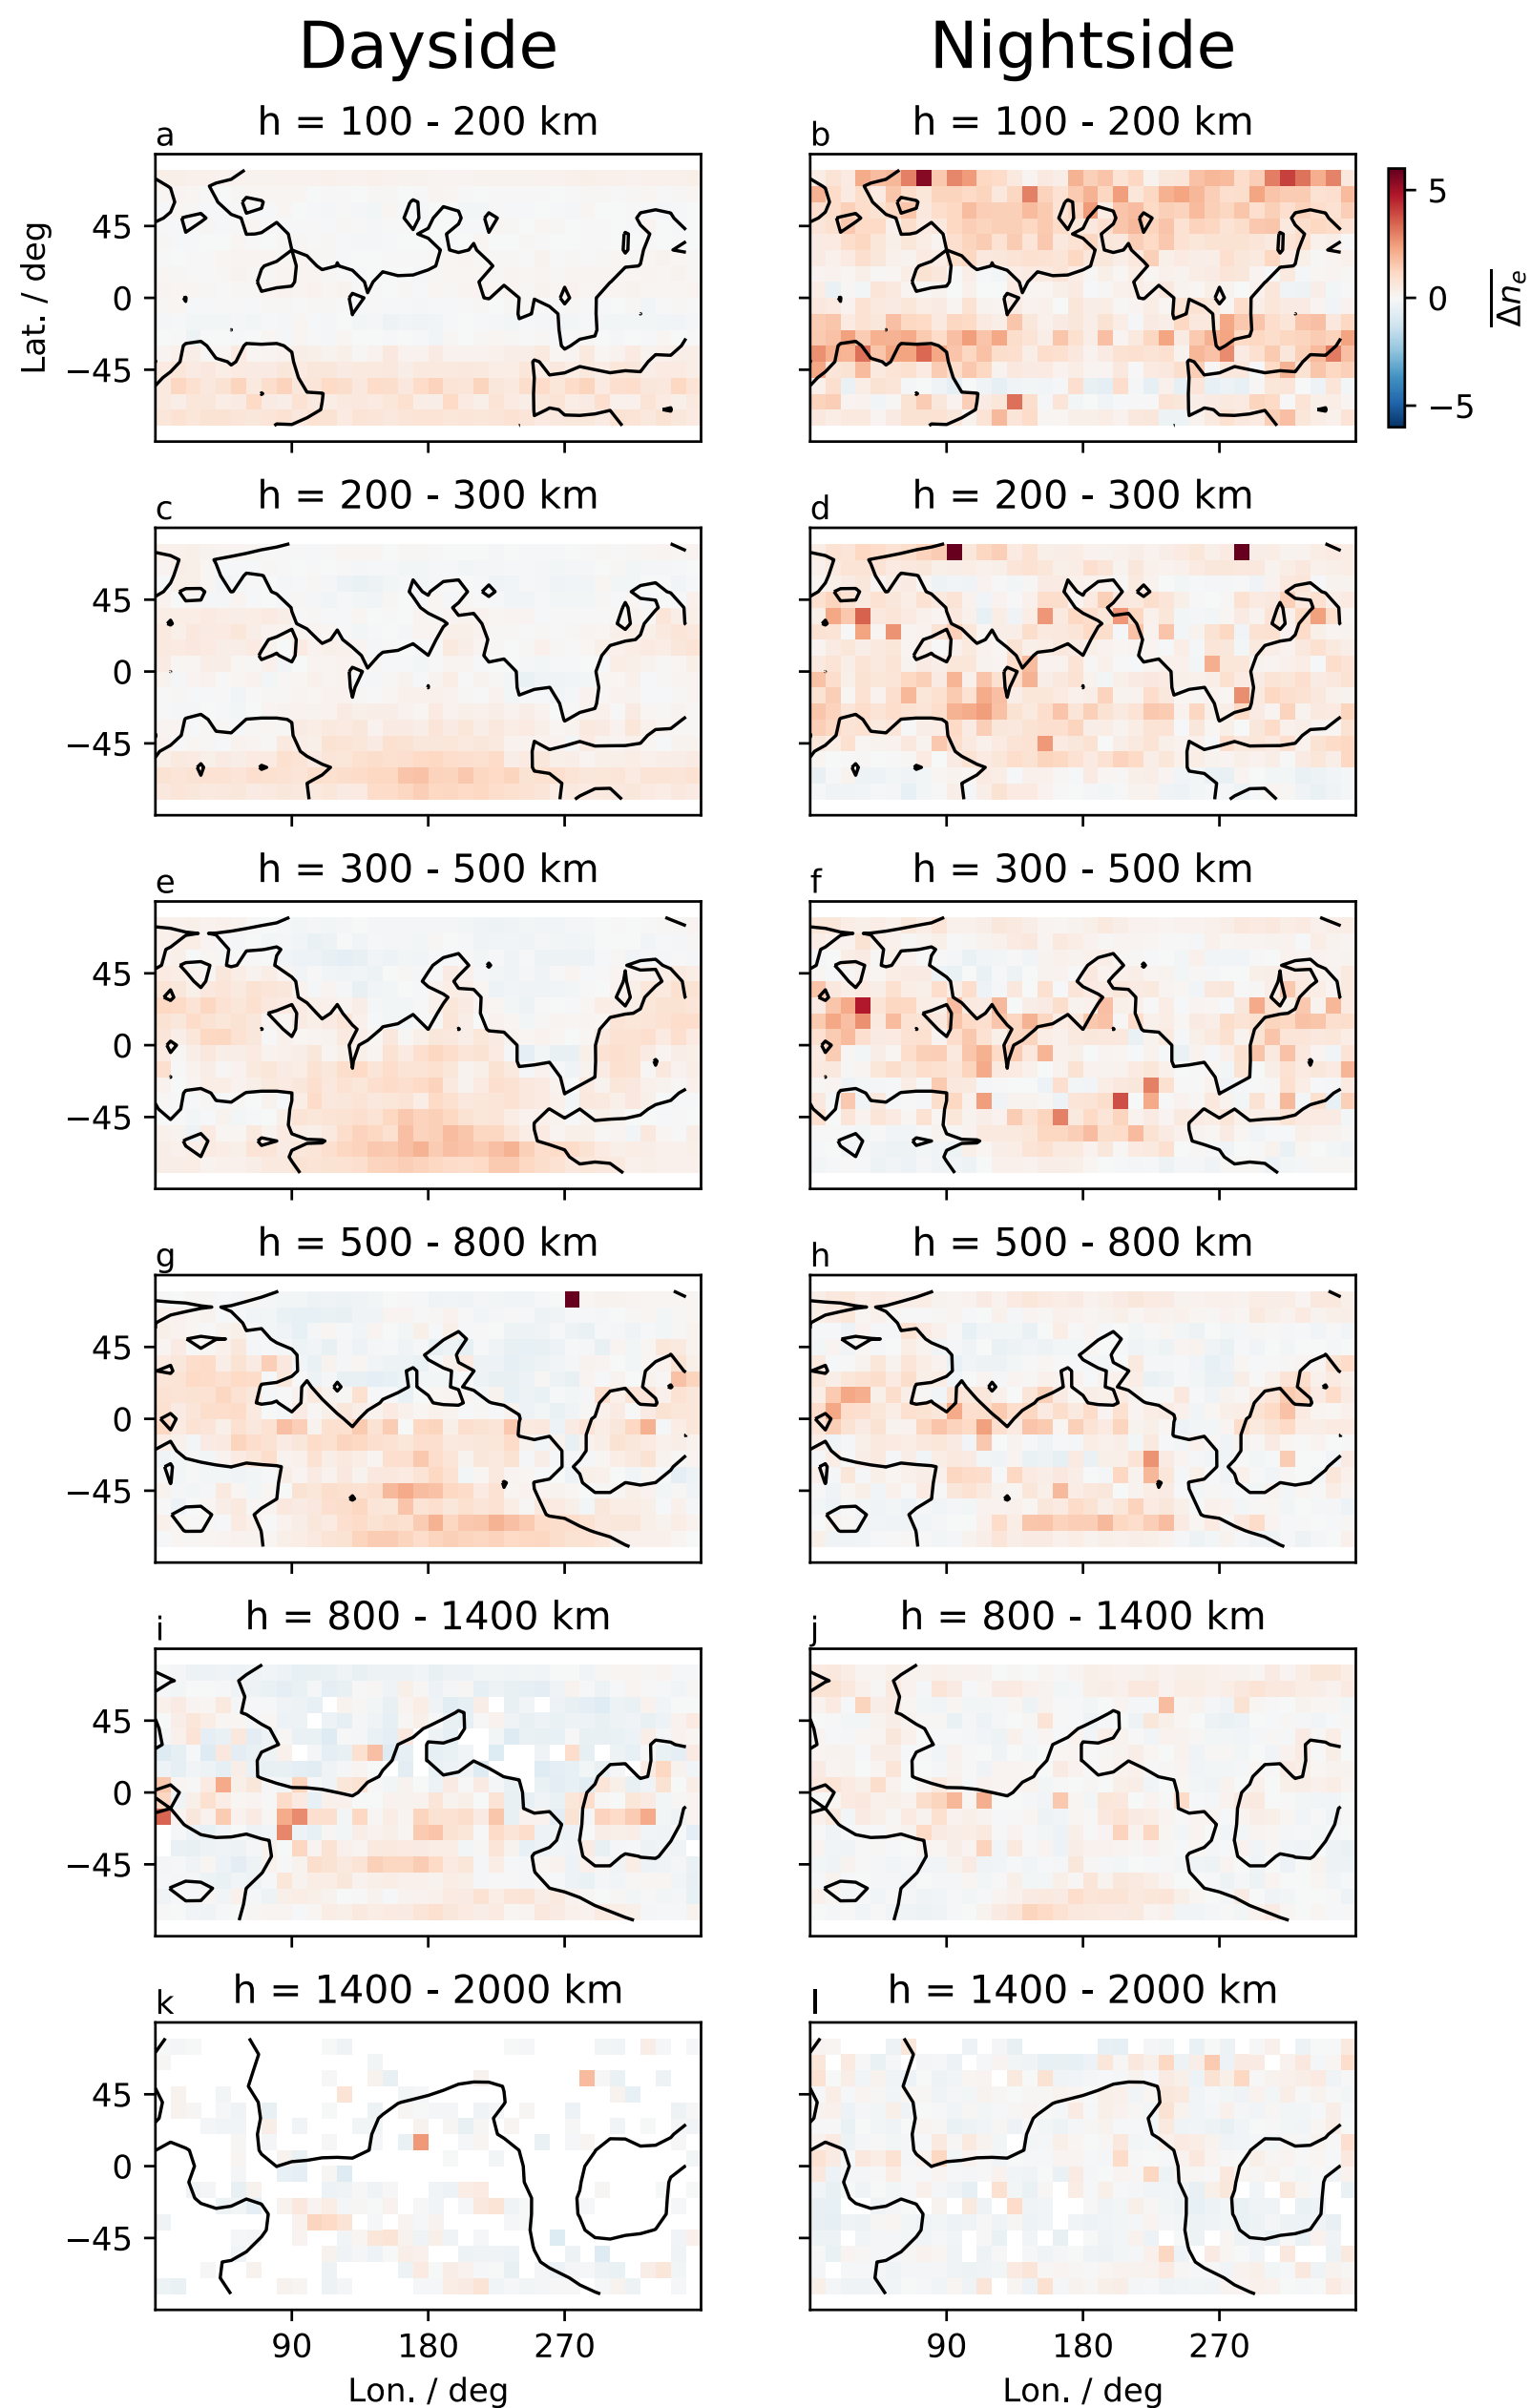 Dayside
Nightside
a
h = 100 - 200 km
b
h = 100 - 200 km
Lat. / deg
45
0
−45
5
0
−5
Δnₑ
c
h = 200 - 300 km
d
h = 200 - 300 km
45
0
−45
e
h = 300 - 500 km
f
h = 300 - 500 km
45
0
−45
g
h = 500 - 800 km
h
h = 500 - 800 km
45
0
−45
i
h = 800 - 1400 km
j
h = 800 - 1400 km
45
0
−45
k
h = 1400 - 2000 km
l
h = 1400 - 2000 km
45
0
−45
90 180 270
Lon. / deg
90 180 270
Lon. / deg